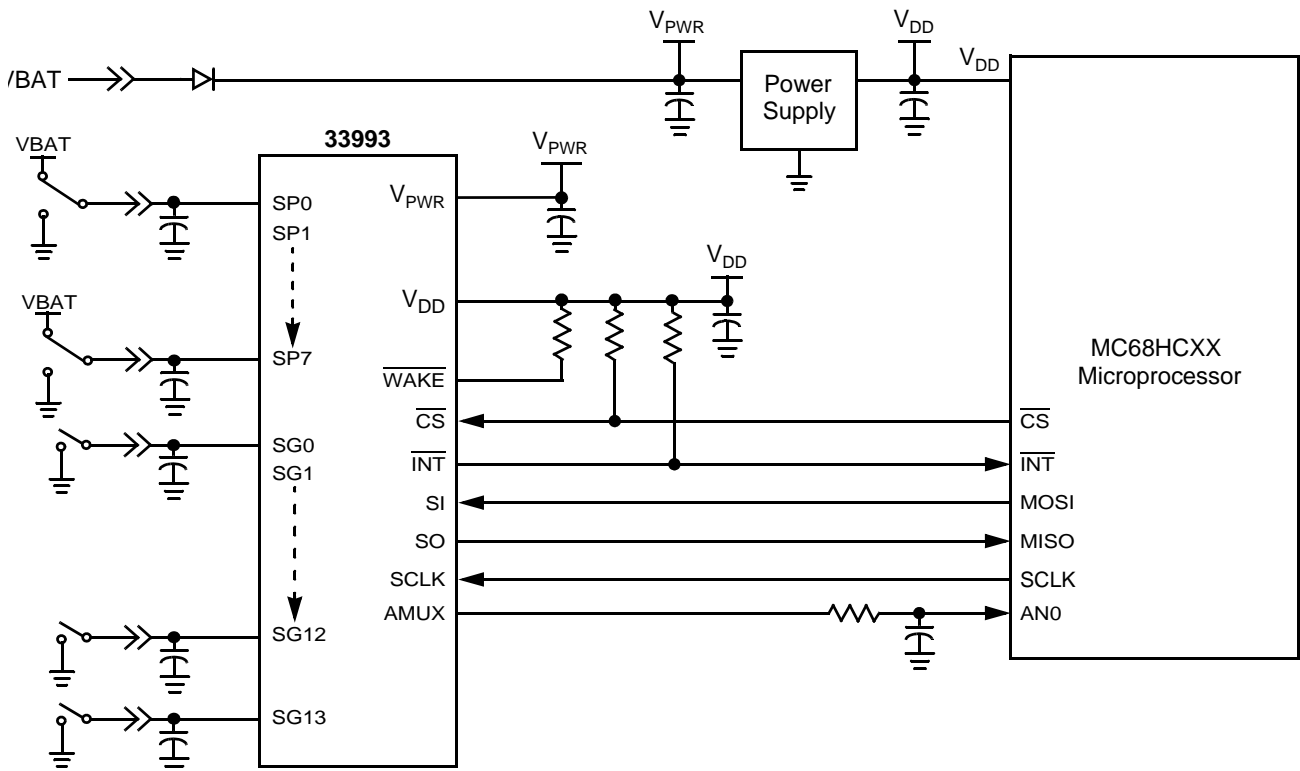 VPWR
VDD
/BAT
Power
Supply
VDD
33993
VBAT
VPWR
SP0
VPWR
SP1
VDD
VBAT
VDD
SP7
WAKE
MC68HCXX
Microprocessor
CS
CS
SG0
INT
INT
SG1
SI
MOSI
SO
MISO
SCLK
SCLK
AMUX
AN0
SG12
SG13